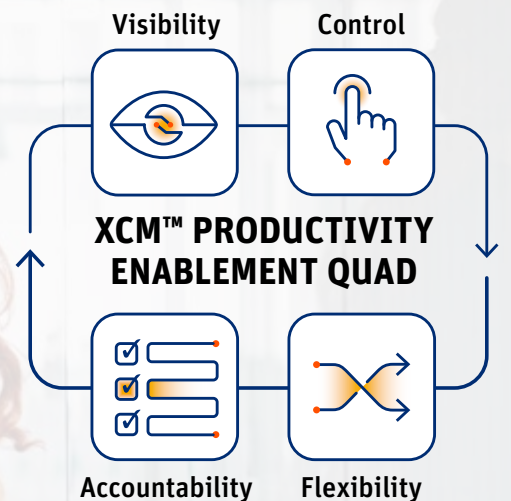 Visibility
Control
XCM™ PRODUCTIVITY
ENABLEMENT QUAD
Accountability
Flexibility